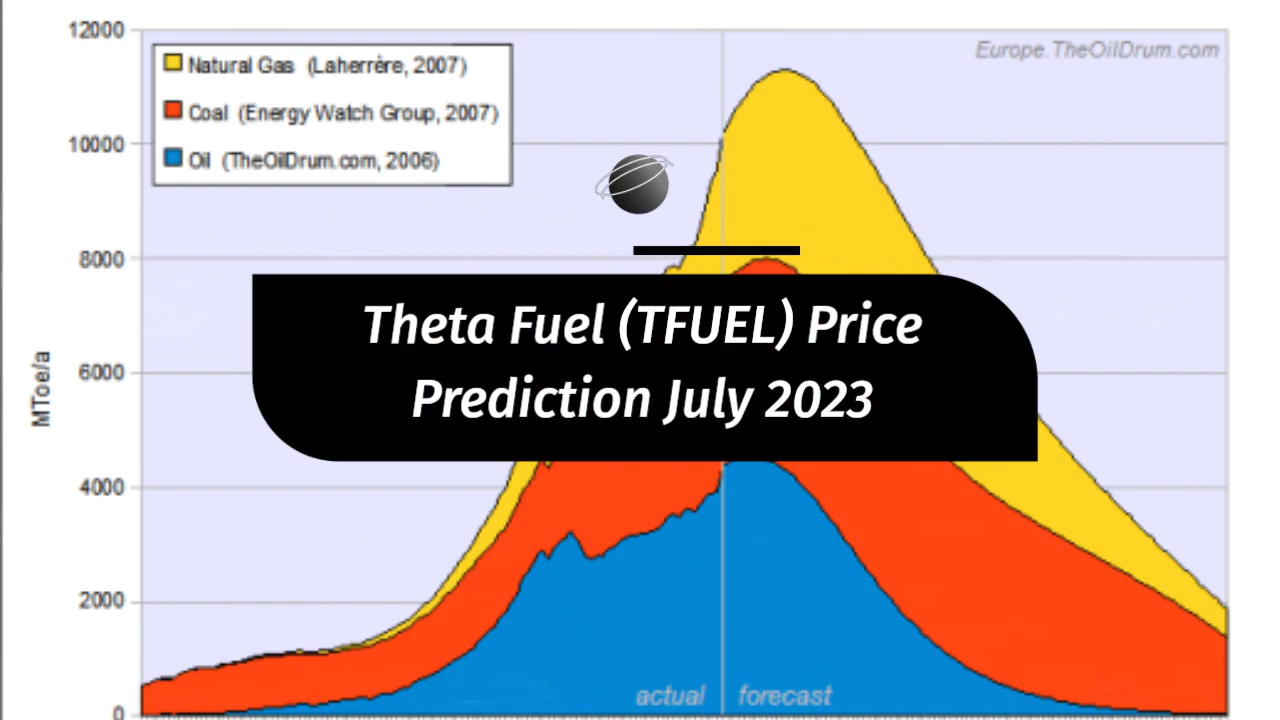 12000
Natural Gas (Laherrère, 2007)
Europe.TheOilDrum.com
Coal (Energy Watch Group, 2007)
10000
Oil (TheOilDrum.com, 2006)
8000
Theta Fuel (TFUEL) Price
Prediction July 2023
6000
MToe/a
4000
2000
actual
forecast
0